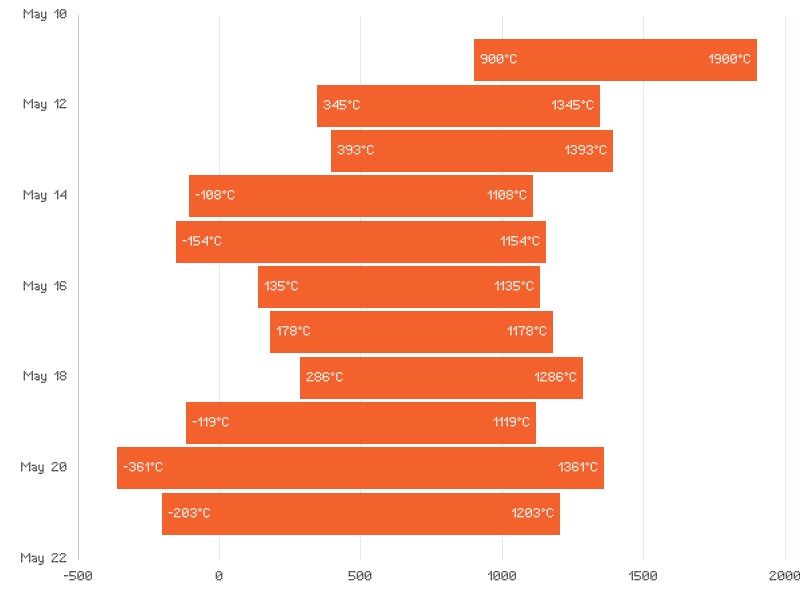 May 10
900°C 1900°C
May 12 345°C 1345°C
393°C 1393°C
May 14 -108°C 1108°C
-154°C 1154°C
May 16 135°C 1135°C
178°C 1178°C
May 18 286°C 1286°C
-119°C 1119°C
May 20 -361°C 1361°C
-203°C 1203°C
May 22
-500 0 500 1000 1500 2000